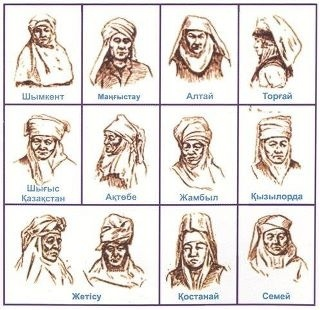 Шымкент
Маңғыстау
Алтай
Торғай
Шығыс
Қазақстан
Ақтөбе
Жамбыл
Қызылорда
Жетісу
Қостанай
Семей